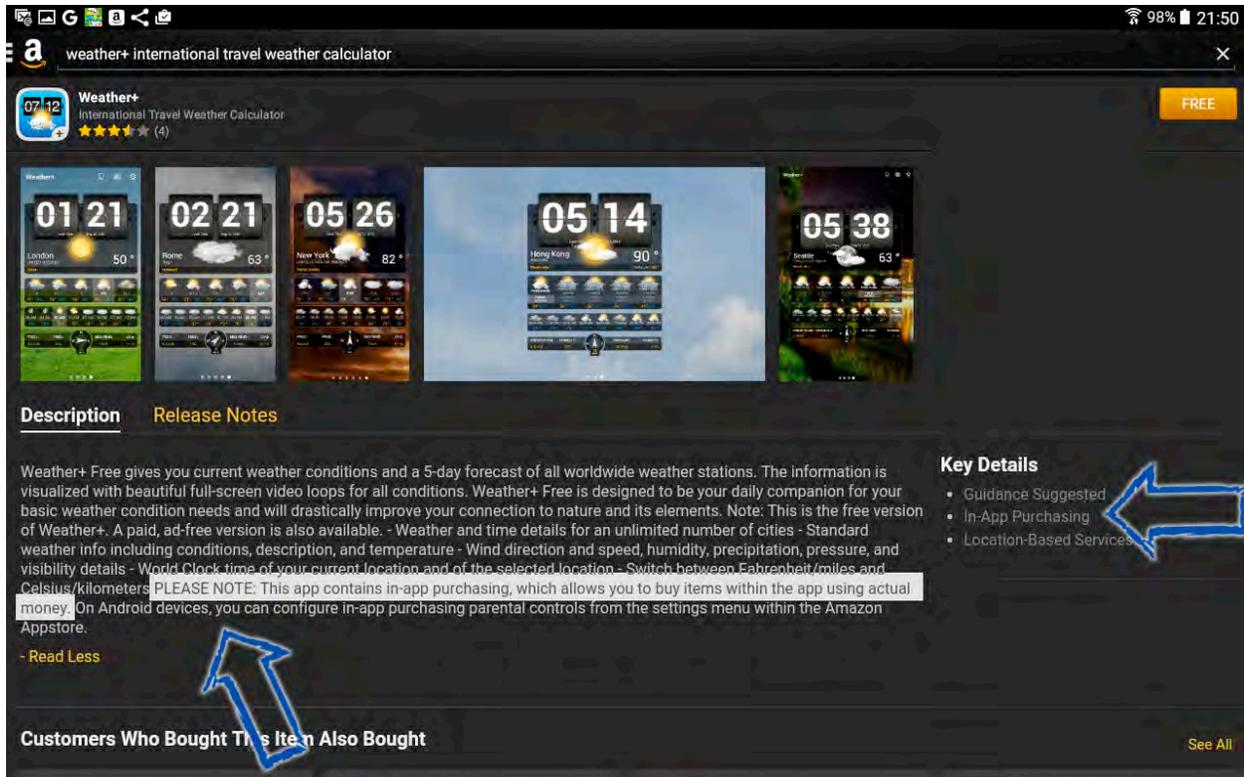 98% 21:50
weather+ international travel weather calculator
Weather+
International Travel Weather Calculator
(4)
FREE
07 12
Weather+
01 21
London
50°
02 21
Rome
63°
05 26
New York
82°
05 14
Hong Kong
90°
05 38
Seattle
63°
Description
Release Notes
Weather+ Free gives you current weather conditions and a 5-day forecast of all worldwide weather stations. The information is
visualized with beautiful full-screen video loops for all conditions. Weather+ Free is designed to be your daily companion for your
basic weather condition needs and will drastically improve your connection to nature and its elements. Note: This is the free version
of Weather+. A paid, ad-free version is also available. - Weather and time details for an unlimited number of cities - Standard
weather info including conditions, description, and temperature - Wind direction and speed, humidity, precipitation, pressure, and
visibility details - World Clock time of your current location and of the selected location - Switch between Fahrenheit/miles and
Celsius/kilometers PLEASE NOTE: This app contains in-app purchasing, which allows you to buy items within the app using actual
money. On Android devices, you can configure in-app purchasing parental controls from the settings menu within the Amazon
Appstore.
- Read Less
Key Details
Guidance Suggested
In-App Purchasing
Location-Based Services
Customers Who Bought This Item Also Bought
See All